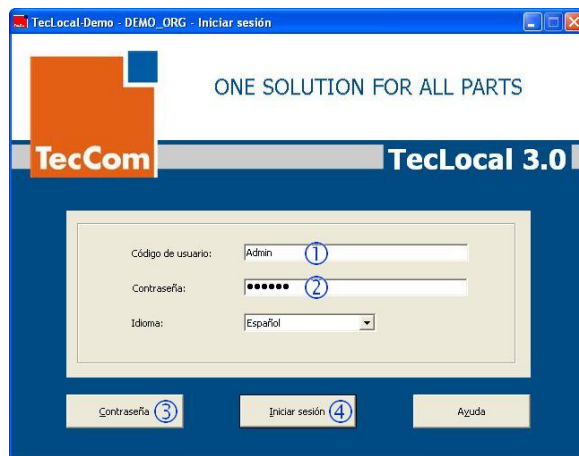 TecLocal-Demo - DEMO_ORG - Iniciar sesión
ONE SOLUTION FOR ALL PARTS
TecCom
TecLocal 3.0
Código de usuario: Admin ①
Contraseña: ●●●●●● ②
Idioma: Español
Contraseña ③ Iniciar sesión ④ Ayuda